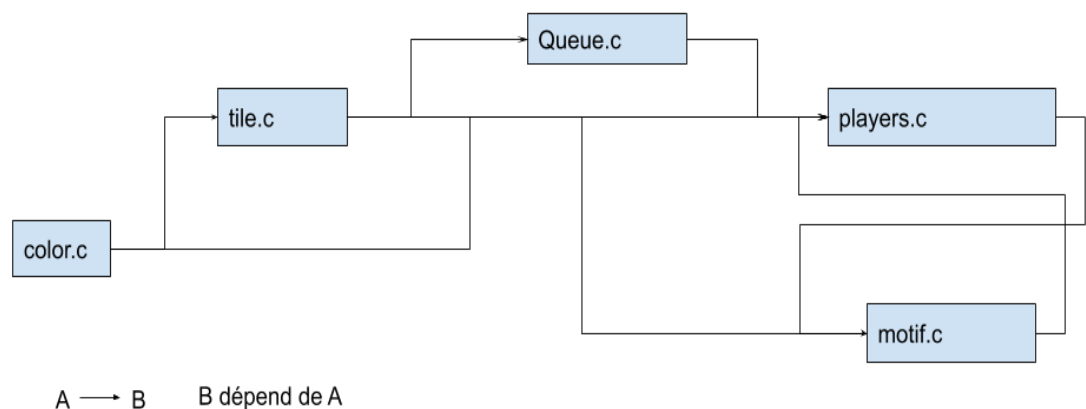 Queue.c
tile.c
players.c
color.c
motif.c
A B B dépend de A